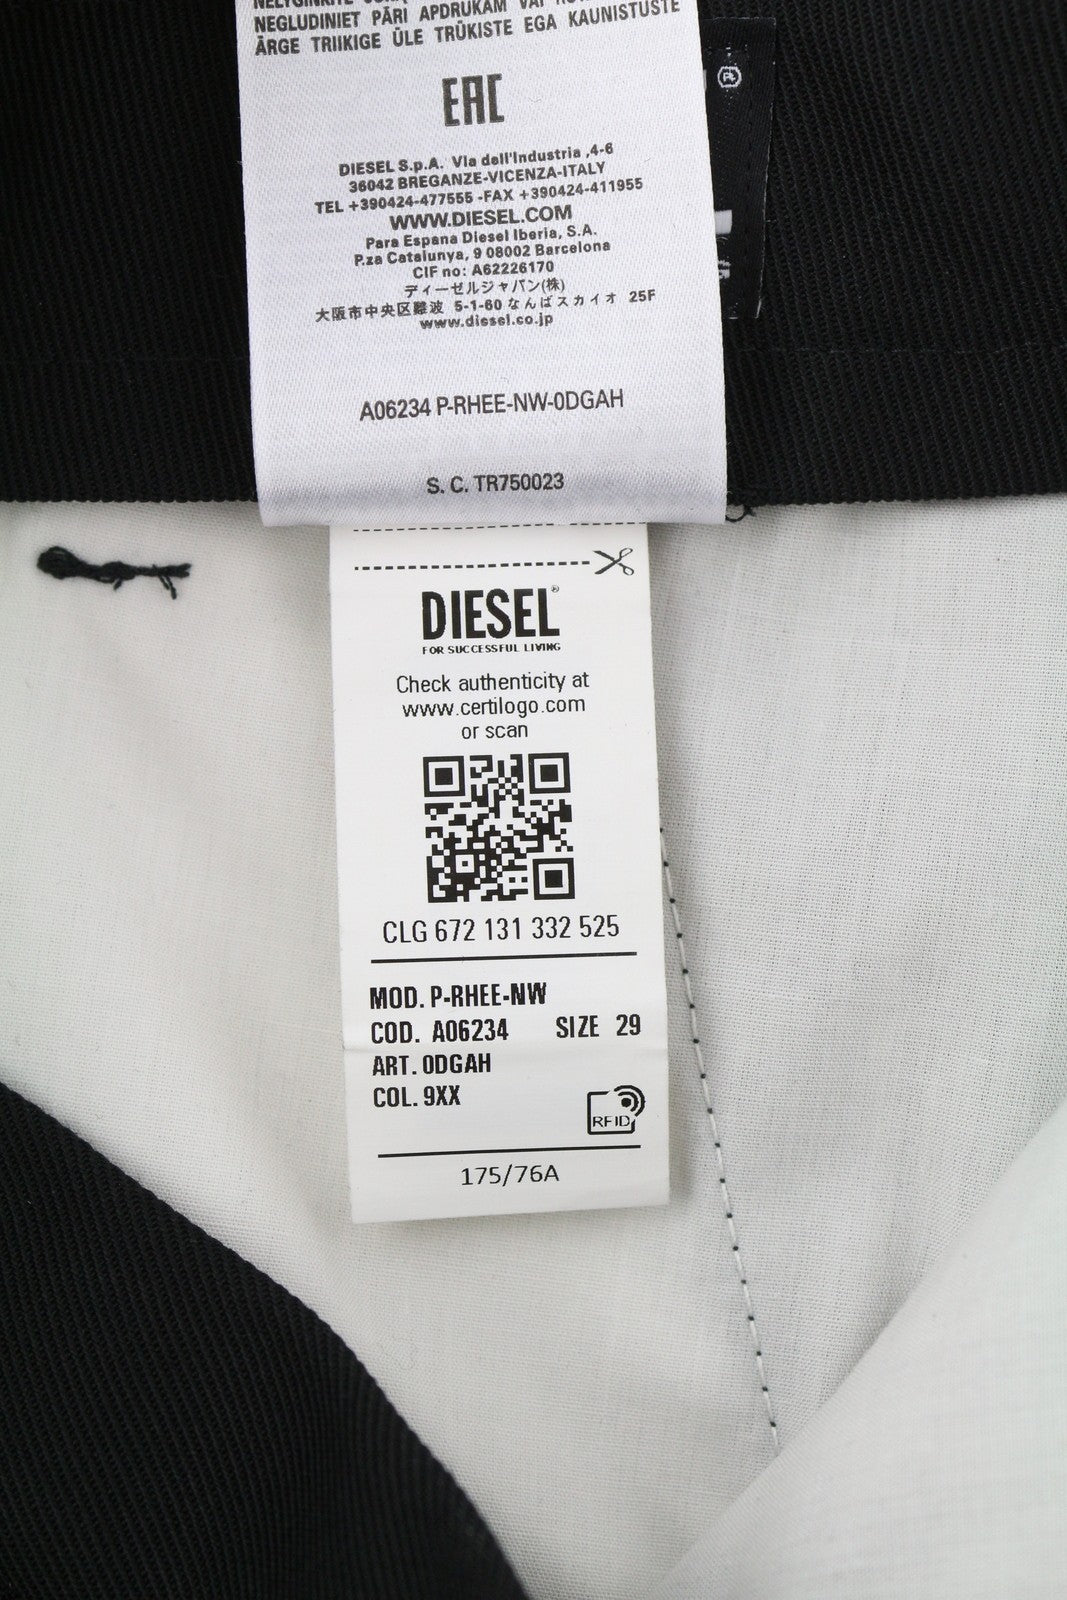 NEGLUDINIET PĀRI APDRUKĀM VAI
ÄRGE TRIIKIGE ÜLE TRÜKISTE EGA KAUNISTUSTE
EAC
DIESEL S.p.A. Via dell'Industria ,4-6
36042 BREGANZE-VICENZA-ITALY
TEL +390424-477555 -FAX +390424-411955
WWW.DIESEL.COM
Para Espana Diesel Iberia, S.A.
P.za Catalunya, 9 08002 Barcelona
CIF no: A62226170
ディーゼルジャパン(株)
大阪市中央区難波 5-1-60 なんばスカイオ 25F
www.diesel.co.jp
A06234 P-RHEE-NW-0DGAH
S. C. TR750023
DIESEL®
FOR SUCCESSFUL LIVING
Check authenticity at
www.certilogo.com
or scan
CLG 672 131 332 525
MOD. P-RHEE-NW
COD. A06234 SIZE 29
ART. 0DGAH
COL. 9XX
RFID
175/76A